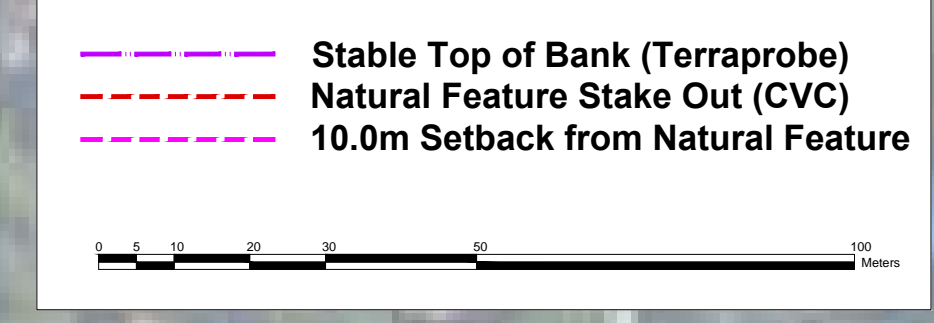 Stable Top of Bank (Terraprobe)
Natural Feature Stake Out (CVC)
10.0m Setback from Natural Feature
0 5 10 20 30 50 100
Meters